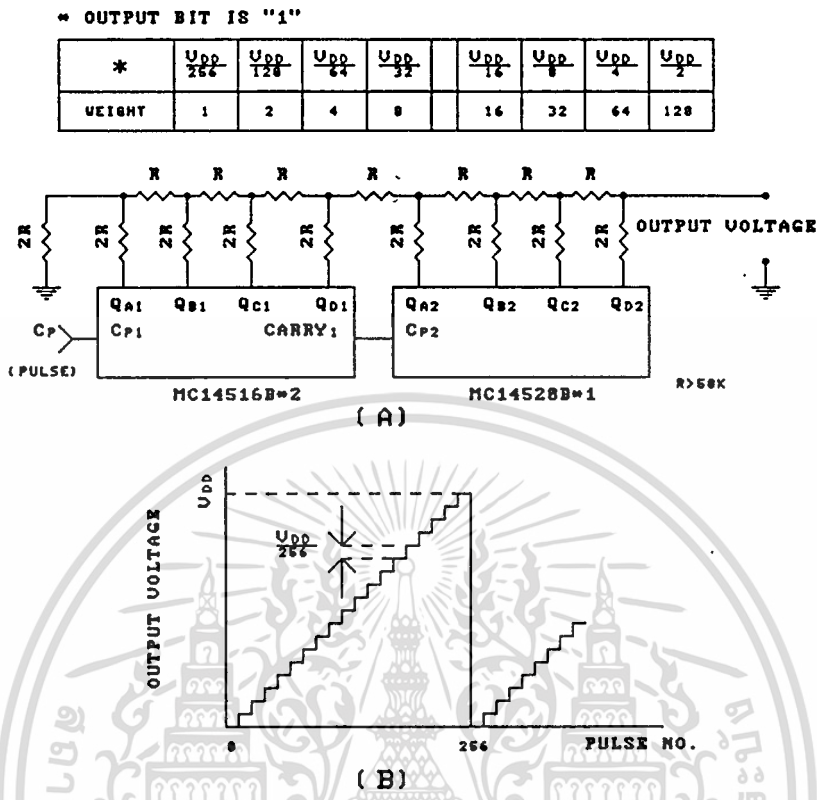 * OUTPUT BIT IS "1"
* VDD/256 VDD/128 VDD/64 VDD/32 VDD/16 VDD/8 VDD/4 VDD/2
WEIGHT 1 2 4 8 16 32 64 128
R R R R R R R
2R 2R 2R 2R 2R 2R 2R 2R 2R OUTPUT VOLTAGE
QA1 QB1 QC1 QD1 QA2 QB2 QC2 QD2
CP CP1 CARRY1 CP2
(PULSE)
MC14516B*2 MC14528B*1 R>50K
(A)
VDD
VDD/256
OUTPUT VOLTAGE
0 256 PULSE NO.
(B)